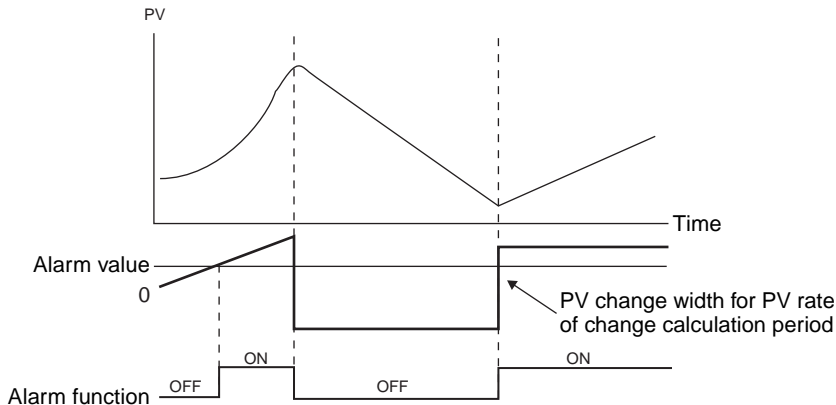 PV
Time
Alarm value
0
PV change width for PV rate
of change calculation period
ON
ON
OFF
OFF
Alarm function